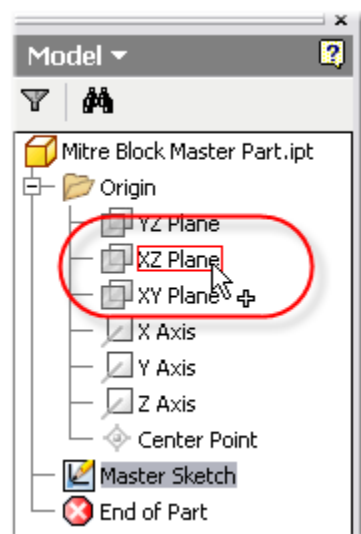 Model
Mitre Block Master Part.ipt
Origin
YZ Plane
XZ Plane
XY Plane
X Axis
Y Axis
Z Axis
Center Point
Master Sketch
End of Part